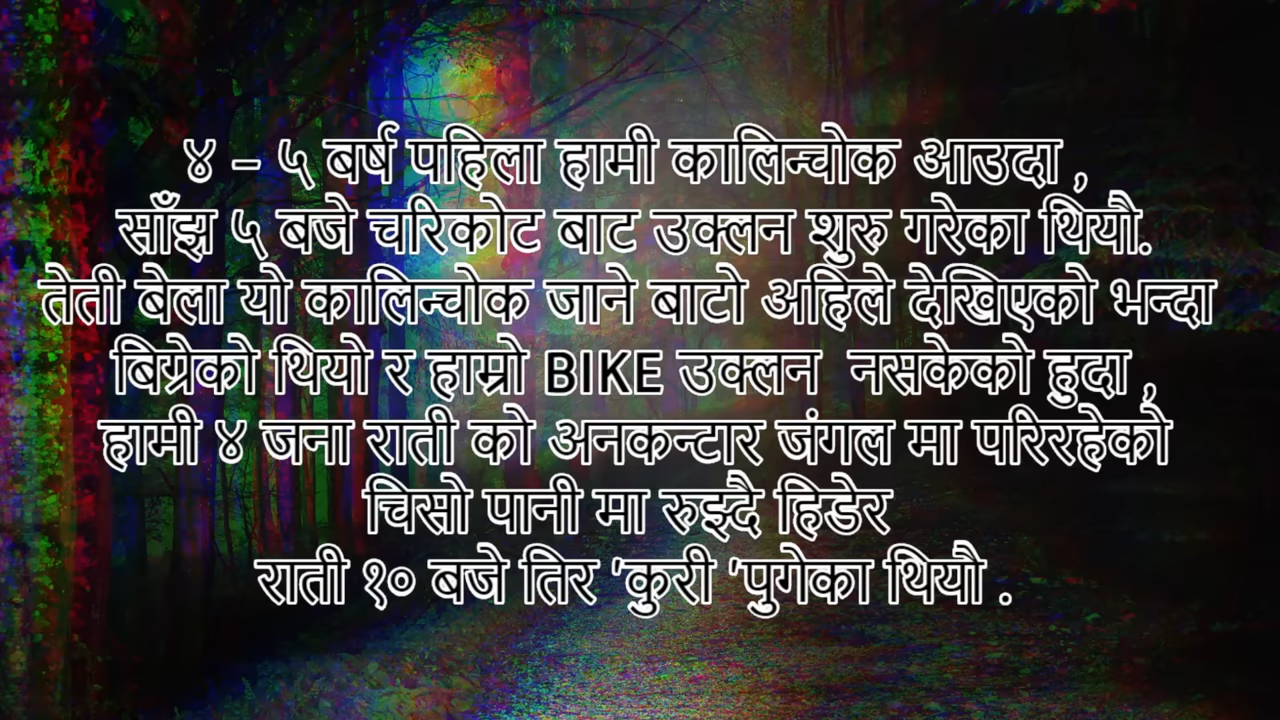 ४ – ५ बर्ष पहिला हामी कालिन्चोक आउदा ,
साँझ ५ बजे चरिकोट बाट उक्लन शुरु गरेका थियौ.
तेती बेला यो कालिन्चोक जाने बाटो अहिले देखिएको भन्दा
बिग्रेको थियो र हाम्रो BIKE उक्लन नसकेको हुदा ,
हामी ४ जना राती को अनकन्टार जंगल मा परिरहेको
चिसो पानी मा रुझ्दै हिडेर
राती १० बजे तिर 'कुरी 'पुगेका थियौ .